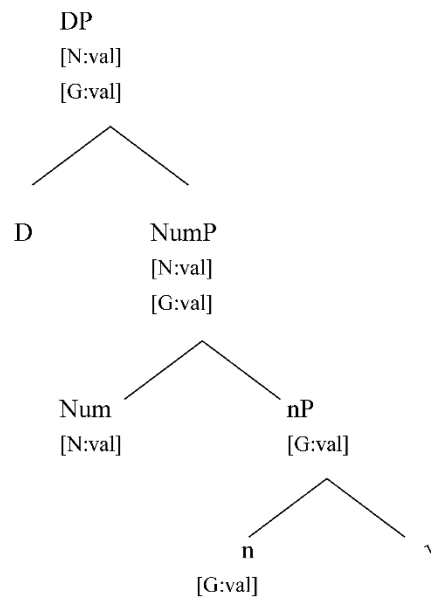 DP
[N:val]
[G:val]
D NumP
[N:val]
[G:val]
Num nP
[N:val] [G:val]
n
[G:val]